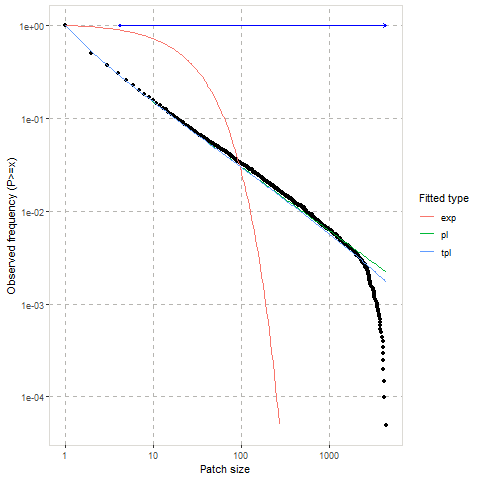 1e+00
1e-01
1e-02
1e-03
1e-04
Observed frequency (P>=x)
1
10
100
1000
Patch size
Fitted type
exp
pl
tpl